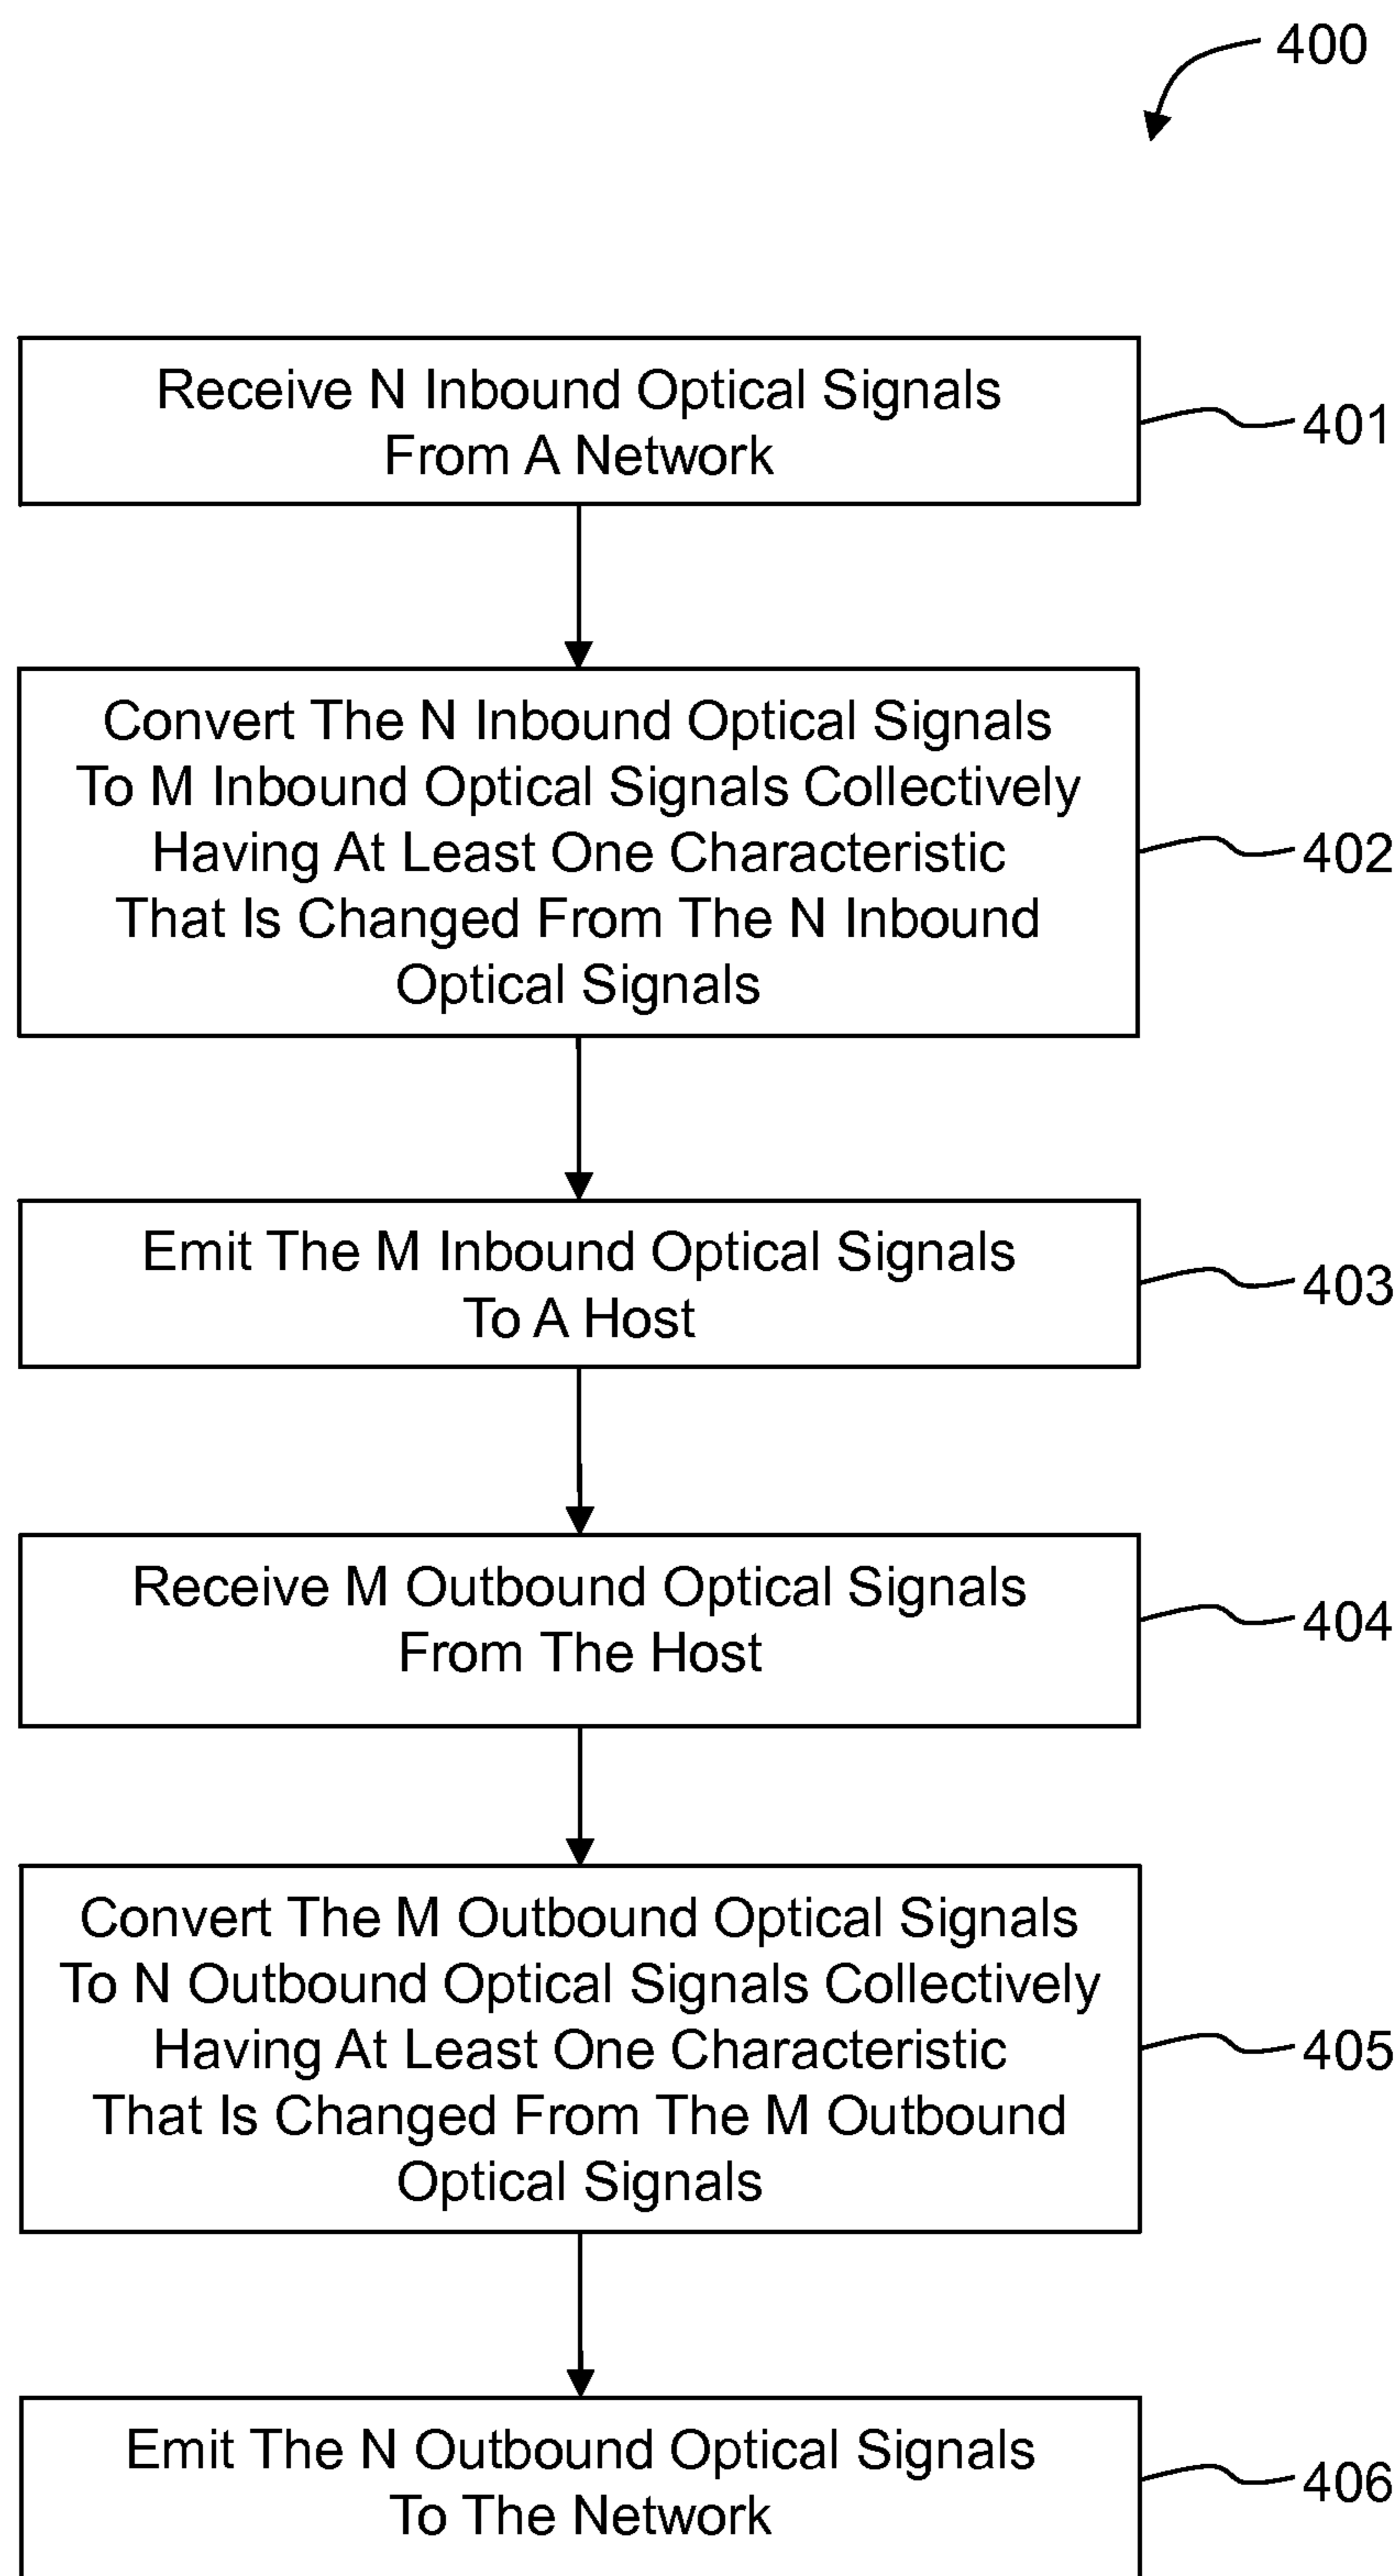 400
Receive N Inbound Optical Signals
From A Network
401
Convert The N Inbound Optical Signals
To M Inbound Optical Signals Collectively
Having At Least One Characteristic
That Is Changed From The N Inbound
Optical Signals
402
Emit The M Inbound Optical Signals
To A Host
403
Receive M Outbound Optical Signals
From The Host
404
Convert The M Outbound Optical Signals
To N Outbound Optical Signals Collectively
Having At Least One Characteristic
That Is Changed From The M Outbound
Optical Signals
405
Emit The N Outbound Optical Signals
To The Network
406